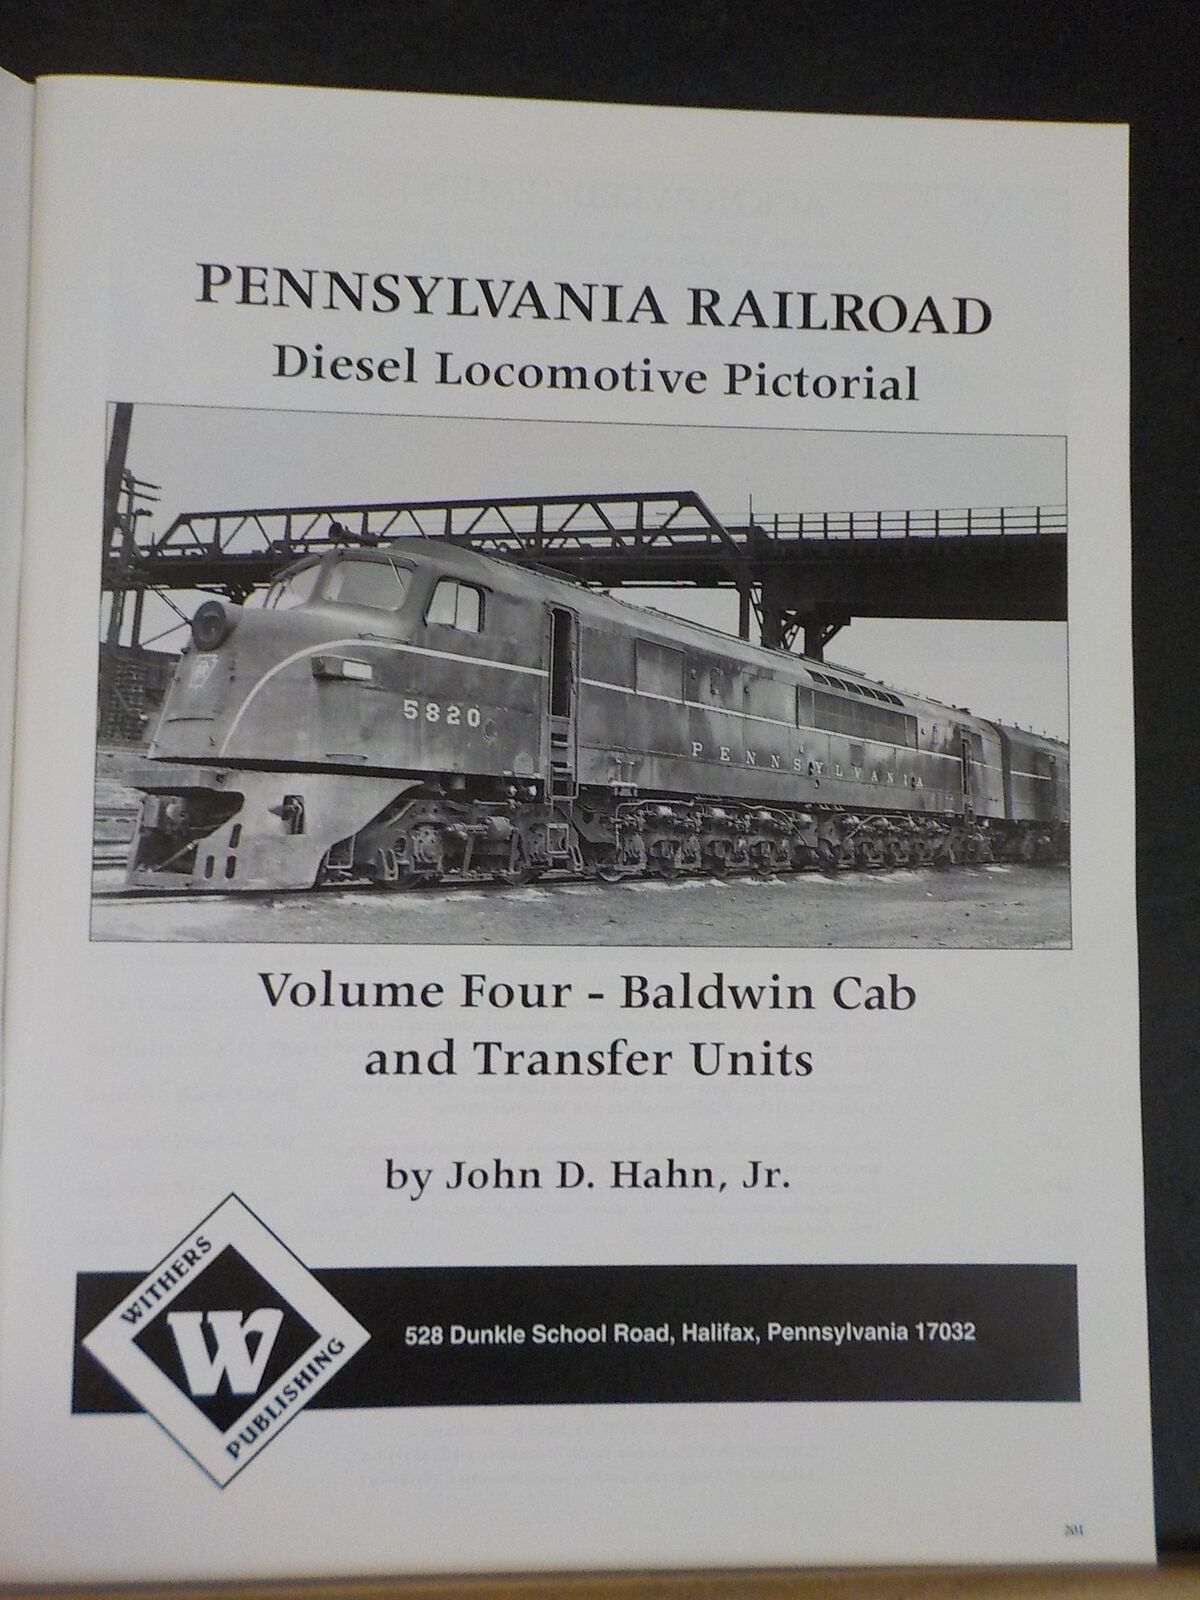 PENNSYLVANIA RAILROAD
Diesel Locomotive Pictorial
5820
PENNSYLVANIA
Volume Four - Baldwin Cab
and Transfer Units
by John D. Hahn, Jr.
WITHERS
W
PUBLISHING
528 Dunkle School Road, Halifax, Pennsylvania 17032
201